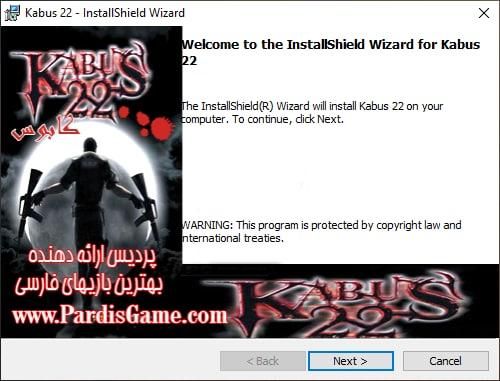 Kabus 22 - InstallShield Wizard
KABUS
22
کابوس
پردیس ارائه دهنده
بهترین بازیهای فارسی
www.PardisGame.com
Welcome to the InstallShield Wizard for Kabus
22
The InstallShield(R) Wizard will install Kabus 22 on your
computer. To continue, click Next.
WARNING: This program is protected by copyright law and
international treaties.
KABUS
22
< Back
Next >
Cancel